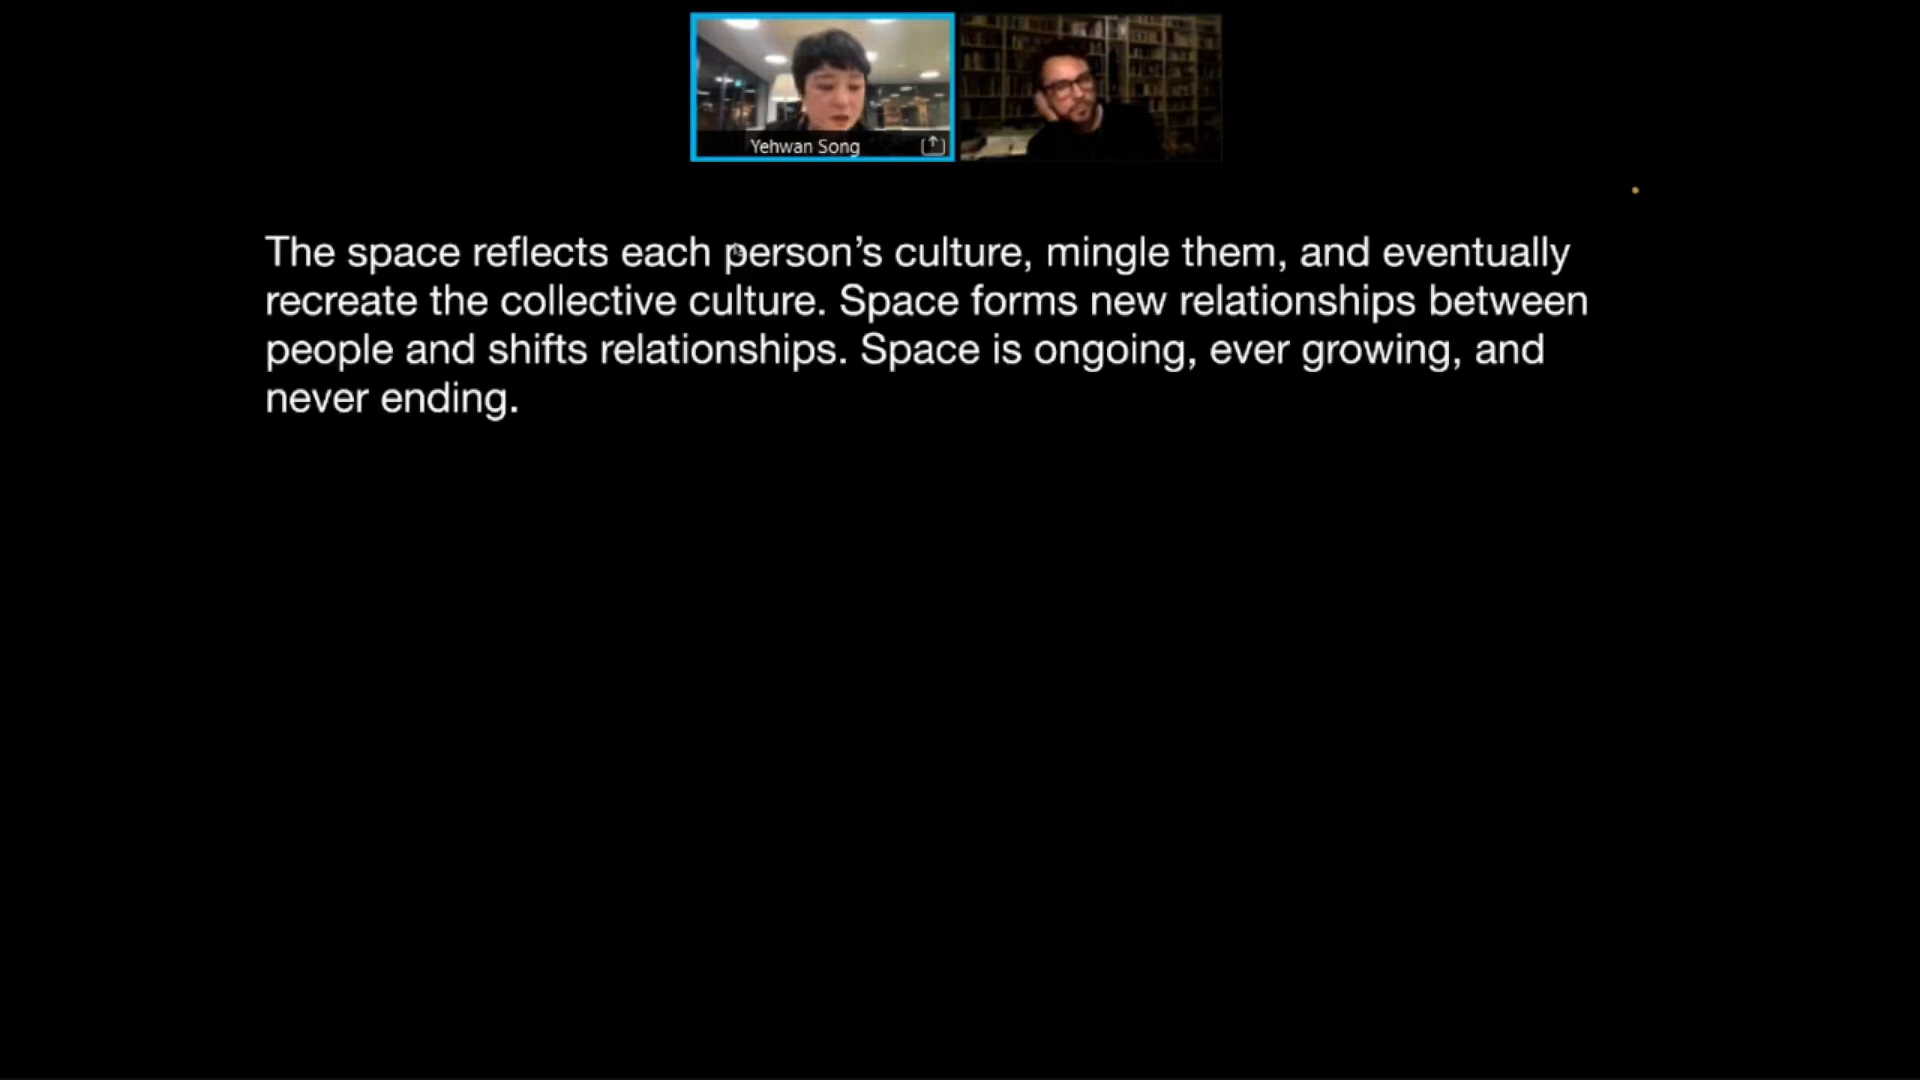 Yehwan Song
The space reflects each person’s culture, mingle them, and eventually
recreate the collective culture. Space forms new relationships between
people and shifts relationships. Space is ongoing, ever growing, and
never ending.